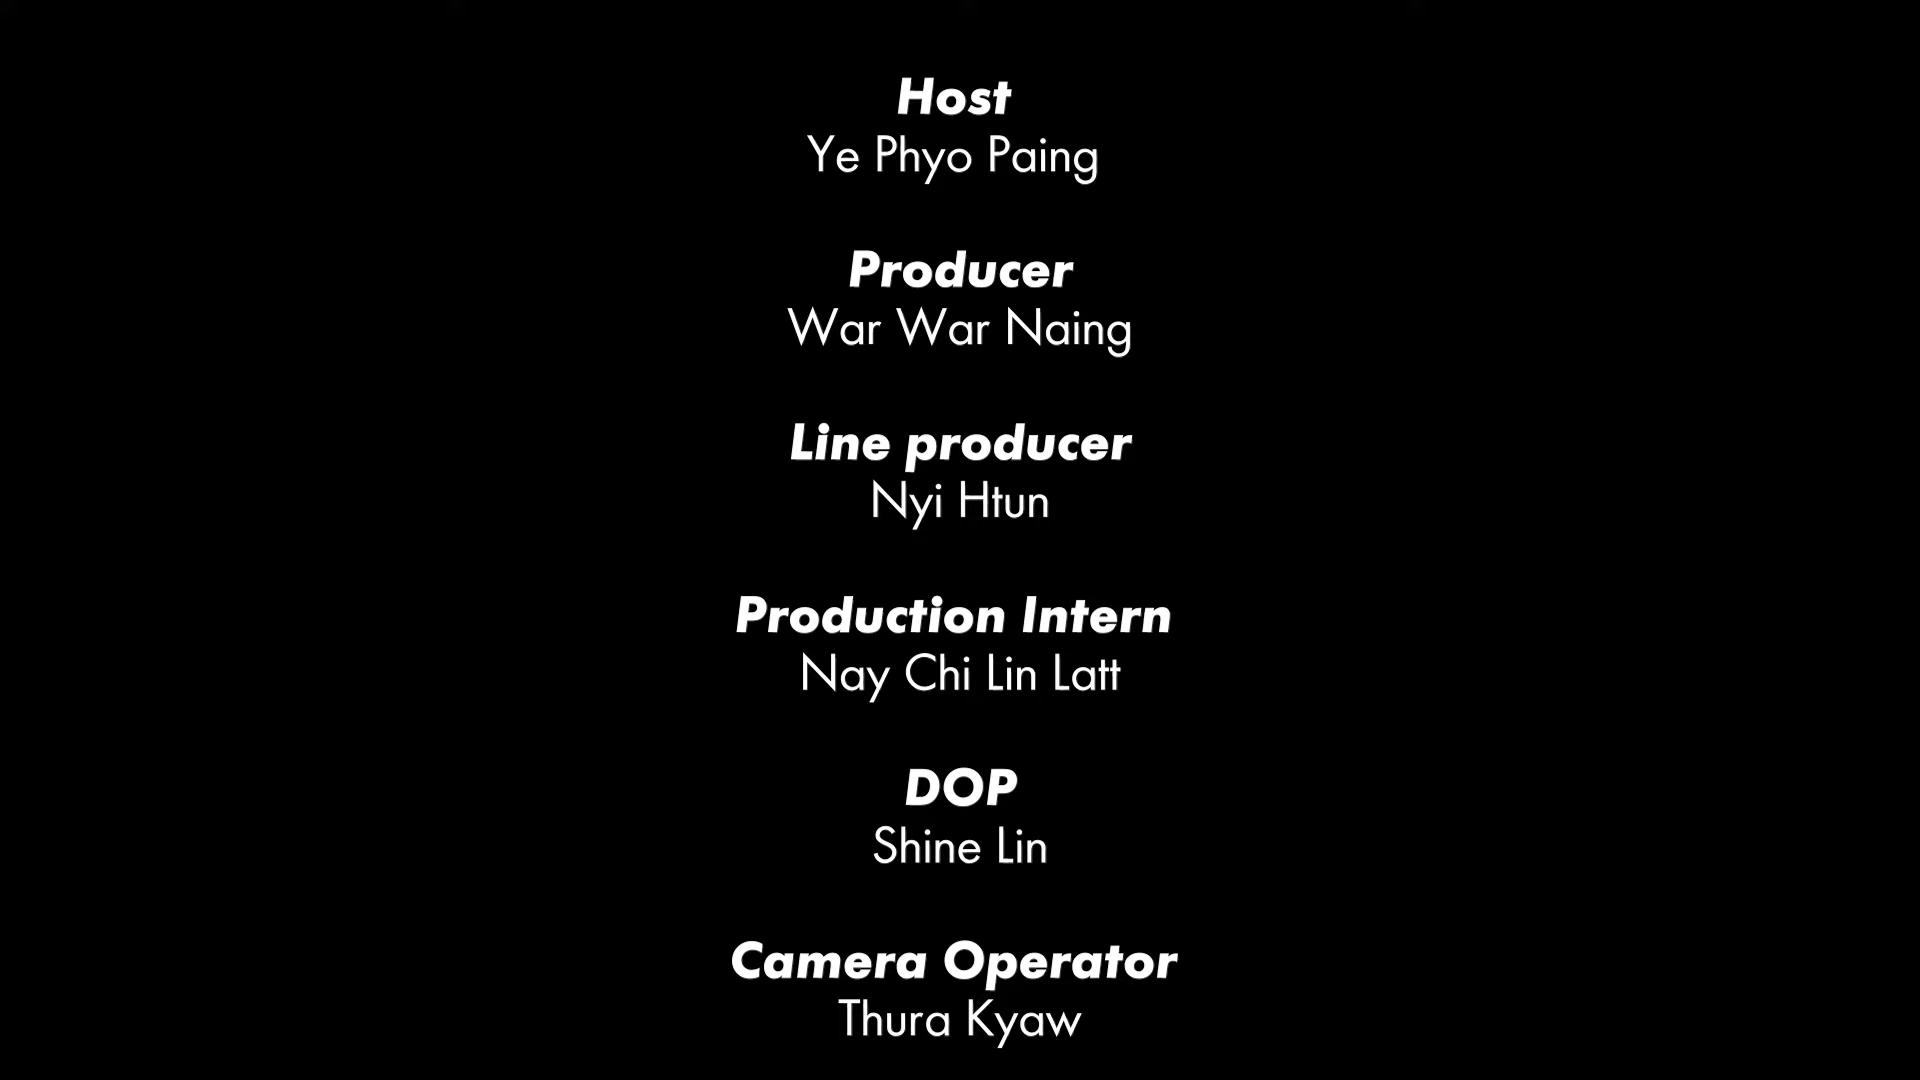 Host
Ye Phyo Paing
Producer
War War Naing
Line producer
Nyi Htun
Production Intern
Nay Chi Lin Latt
DOP
Shine Lin
Camera Operator
Thura Kyaw